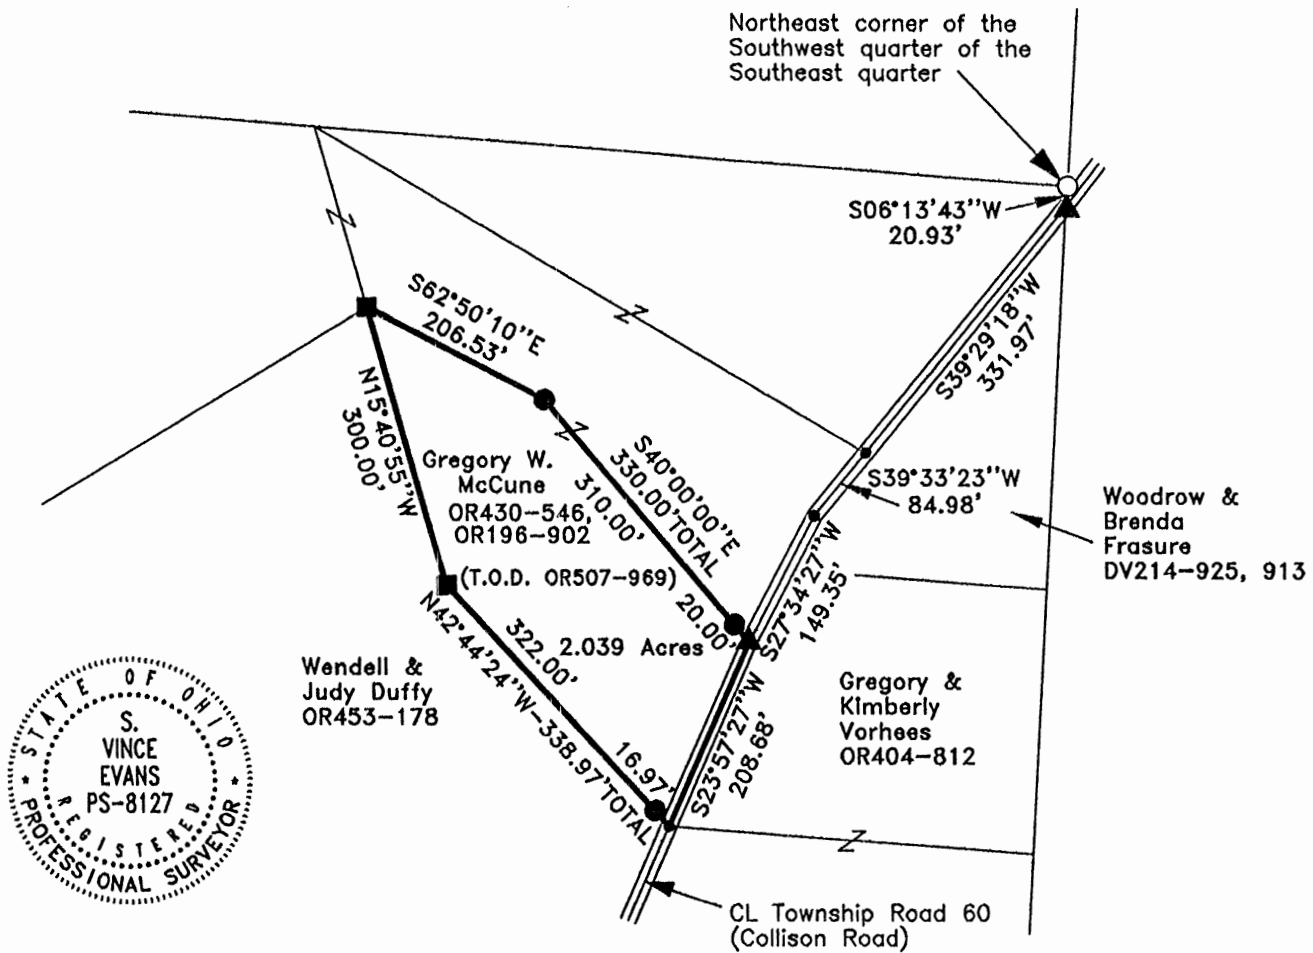 Northeast corner of the
Southwest quarter of the
Southeast quarter
S06°13'43''W
20.93'
S39°29'18''W
331.97'
S62°50'10''E
206.53'
N15°40'55''W
300.00'
Gregory W.
McCune
OR430-546,
OR196-902
(T.O.D. OR507-969)
2.039 Acres
S40°00'00''E
330.00'TOTAL
310.00'
20.00'
S39°33'23''W
84.98'
Woodrow &
Brenda
Frasure
DV214-925, 913
S27°34'27''W
149.35'
N42°44'24''W-338.97'TOTAL
322.00'
16.97'
S23°57'27''W
208.68'
Wendell &
Judy Duffy
OR453-178
Gregory &
Kimberly
Vorhees
OR404-812
STATE OF OHIO
S.
VINCE
EVANS
PS-8127
REGISTERED
PROFESSIONAL SURVEYOR
CL Township Road 60
(Collison Road)